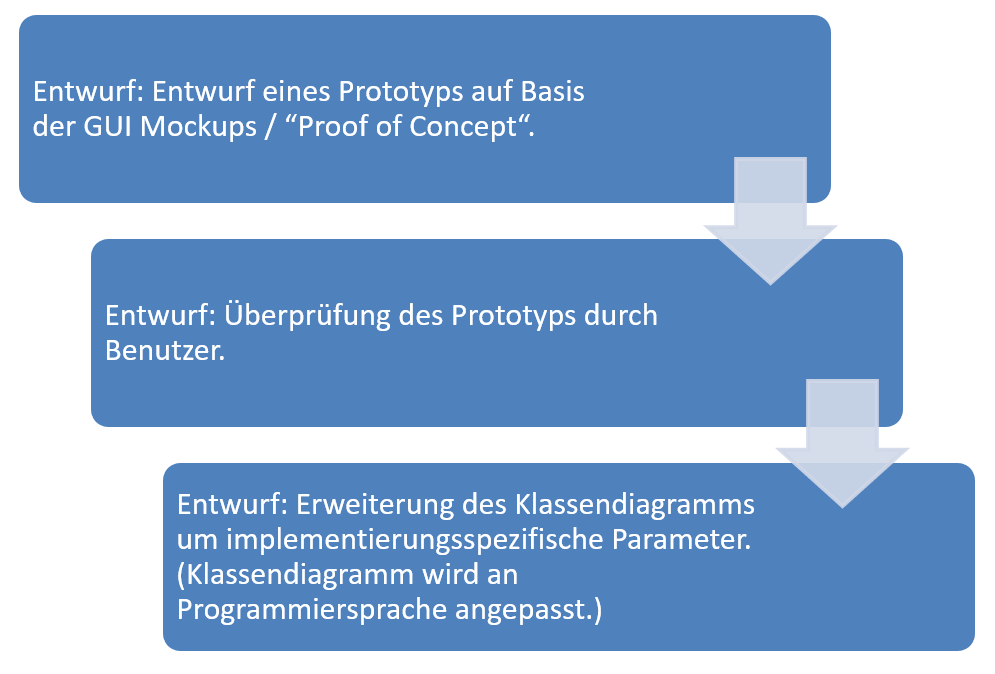 Entwurf: Entwurf eines Prototyps auf Basis
der GUI Mockups / “Proof of Concept“.
Entwurf: Überprüfung des Prototyps durch
Benutzer.
Entwurf: Erweiterung des Klassendiagramms
um implementierungsspezifische Parameter.
(Klassendiagramm wird an
Programmiersprache angepasst.)